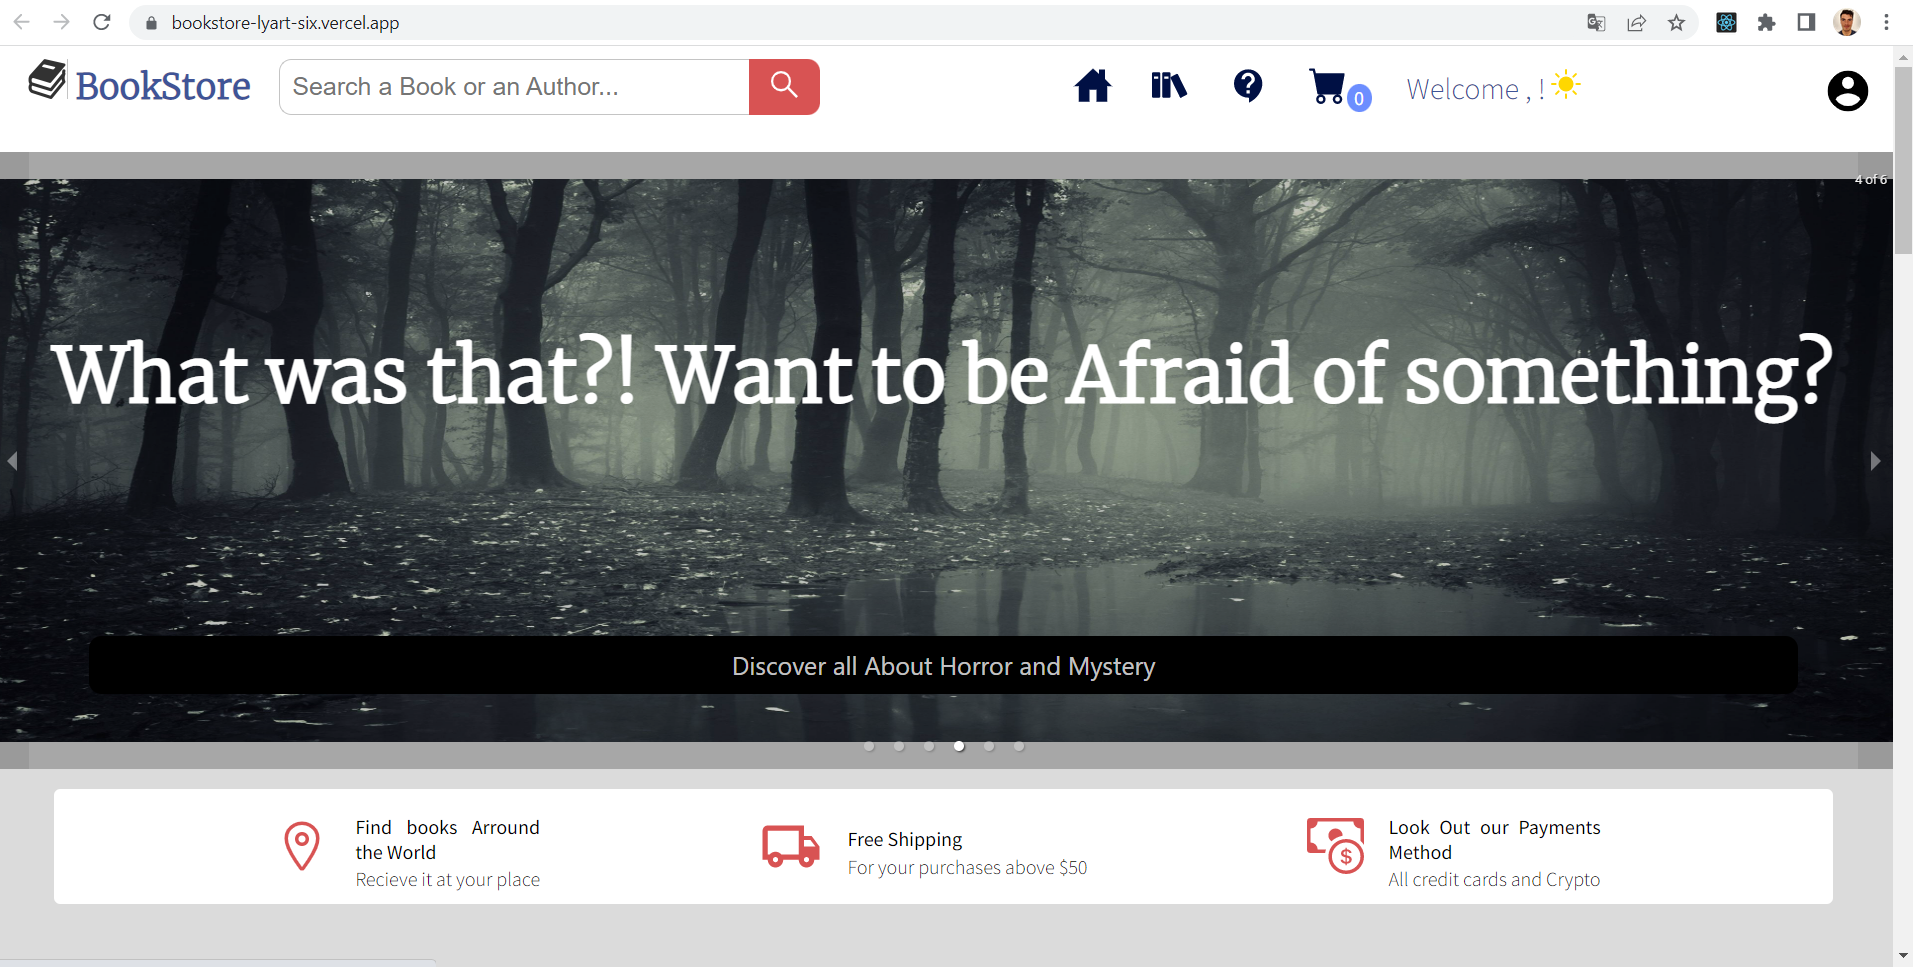 bookstore-lyart-six.vercel.app
BookStore
Search a Book or an Author...
0
Welcome , !
4 of 6
What was that?! Want to be Afraid of something?
Discover all About Horror and Mystery
Find books Arround
the World
Recieve it at your place
Free Shipping
For your purchases above $50
Look Out our Payments
Method
All credit cards and Crypto